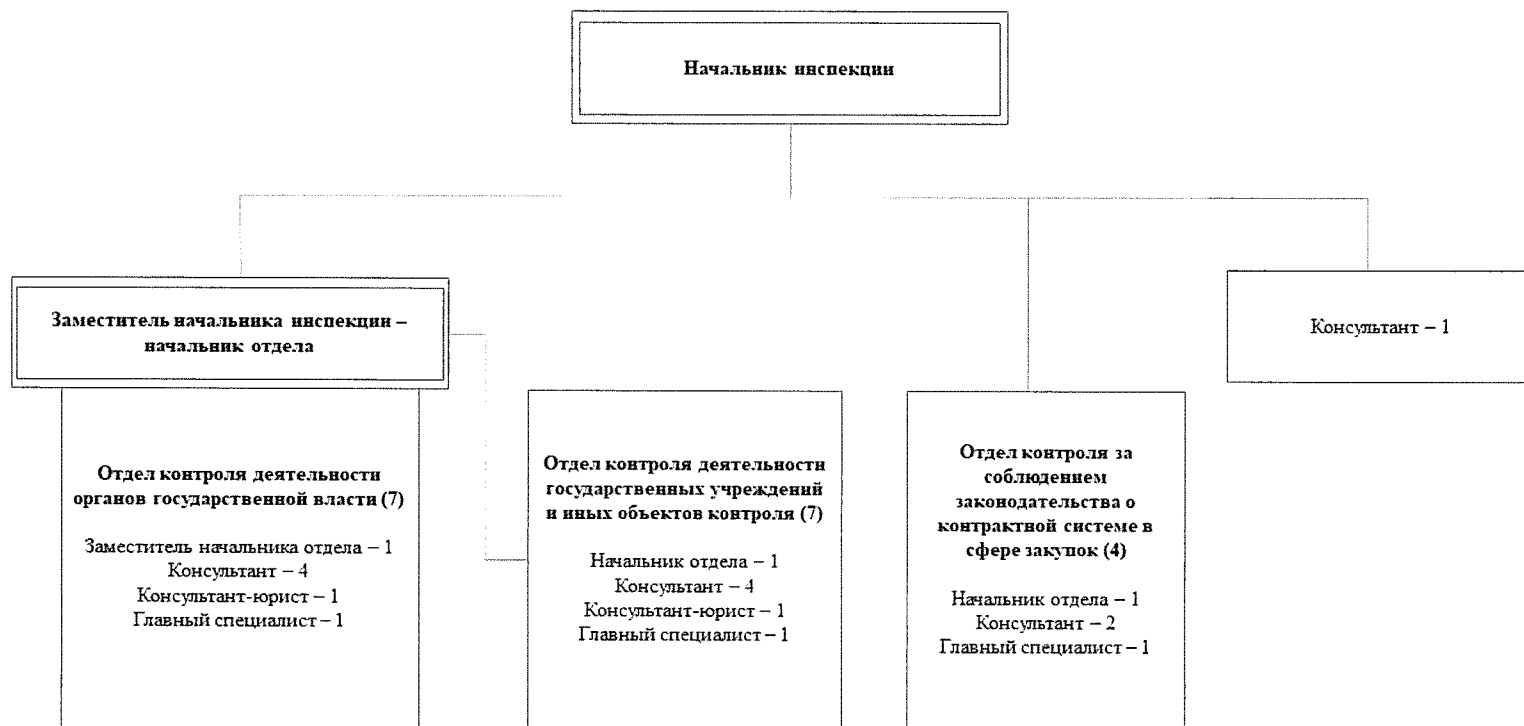 Начальник инспекции
Заместитель начальника инспекции –
начальник отдела
Консультант – 1
Отдел контроля деятельности
органов государственной власти (7)
Заместитель начальника отдела – 1
Консультант – 4
Консультант-юрист – 1
Главный специалист – 1
Отдел контроля деятельности
государственных учреждений
и иных объектов контроля (7)
Начальник отдела – 1
Консультант – 4
Консультант-юрист – 1
Главный специалист – 1
Отдел контроля за
соблюдением
законодательства о
контрактной системе в
сфере закупок (4)
Начальник отдела – 1
Консультант – 2
Главный специалист – 1